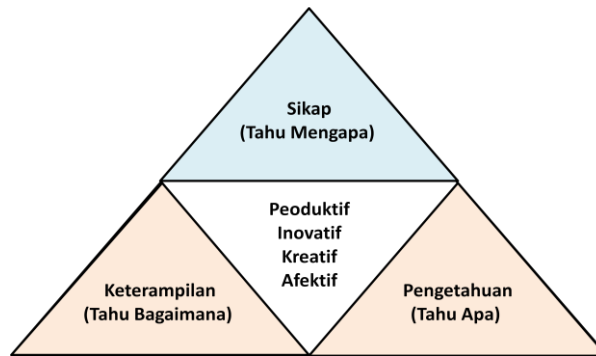 Sikap
(Tahu Mengapa)
Peoduktif
Inovatif
Kreatif
Afektif
Keterampilan
(Tahu Bagaimana)
Pengetahuan
(Tahu Apa)